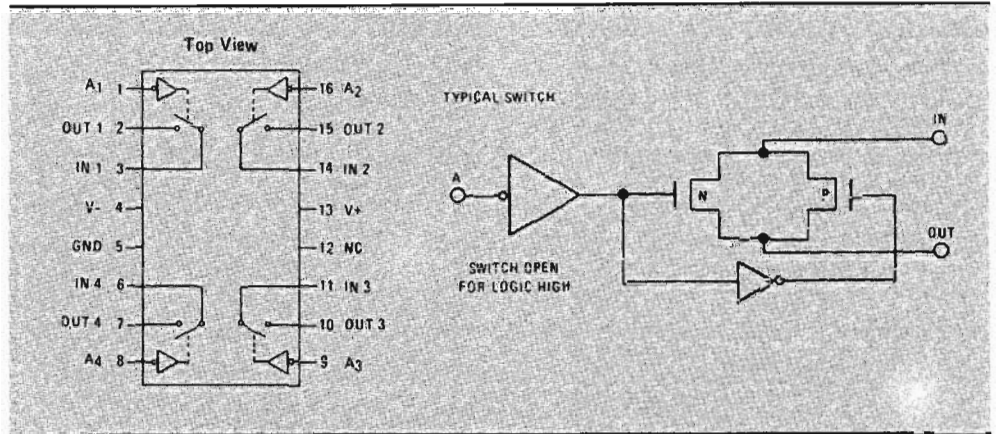 Top View
A1 1
16 A2
OUT 1 2
15 OUT 2
IN 1 3
14 IN 2
V- 4
13 V+
GND 5
12 NC
IN 4 6
11 IN 3
OUT 4 7
10 OUT 3
A4 8
9 A3
TYPICAL SWITCH
IN
A
N
P
OUT
SWITCH OPEN
FOR LOGIC HIGH